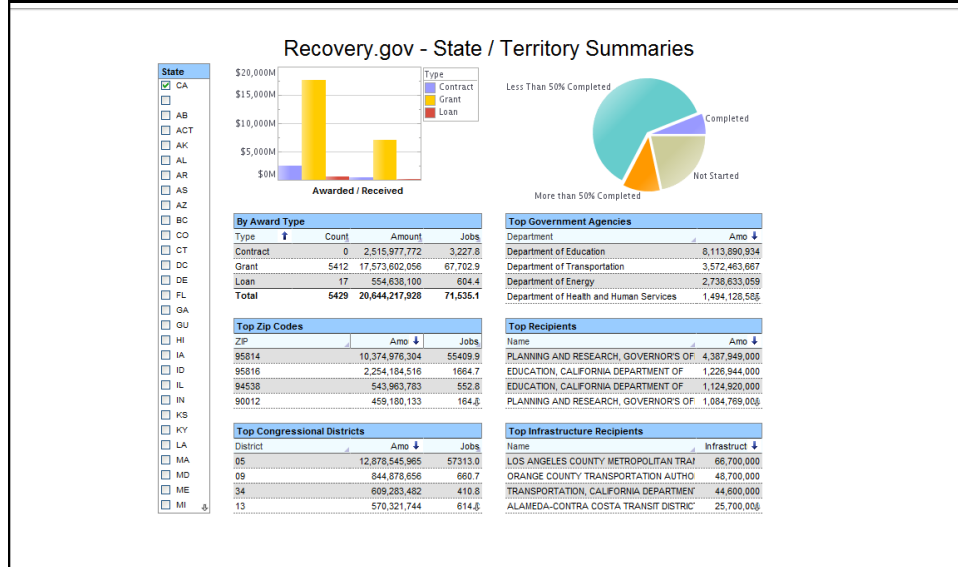 Recovery.gov - State / Territory Summaries
State
CA
AB
ACT
AK
AL
AR
AS
AZ
BC
CO
CT
DC
DE
FL
GA
GU
HI
IA
ID
IL
IN
KS
KY
LA
MA
MD
ME
MI
$20,000M
$15,000M
$10,000M
$5,000M
$0M
Awarded / Received
Type
Contract
Grant
Loan
Less Than 50% Completed
Completed
Not Started
More than 50% Completed
By Award Type
Type Count Amount Jobs
Contract 0 2,515,977,772 3,227.8
Grant 5412 17,573,602,056 67,702.9
Loan 17 554,638,100 604.4
Total 5429 20,644,217,928 71,535.1
Top Government Agencies
Department Amo
Department of Education 8,113,890,934
Department of Transportation 3,572,463,667
Department of Energy 2,738,633,059
Department of Health and Human Services 1,494,128,58
Top Zip Codes
ZIP Amo Jobs
95814 10,374,976,304 55409.9
95816 2,254,184,516 1664.7
94538 543,963,783 552.8
90012 459,180,133 164.
Top Recipients
Name Amo
PLANNING AND RESEARCH, GOVERNOR'S OF 4,387,949,000
EDUCATION, CALIFORNIA DEPARTMENT OF 1,226,944,000
EDUCATION, CALIFORNIA DEPARTMENT OF 1,124,920,000
PLANNING AND RESEARCH, GOVERNOR'S OF 1,084,769,00
Top Congressional Districts
District Amo Jobs
05 12,878,545,965 57313.0
09 844,878,656 660.7
34 609,283,482 410.8
13 570,321,744 614.
Top Infrastructure Recipients
Name Infrastruct
LOS ANGELES COUNTY METROPOLITAN TRAN 66,700,000
ORANGE COUNTY TRANSPORTATION AUTHO 48,700,000
TRANSPORTATION, CALIFORNIA DEPARTMEN 44,600,000
ALAMEDA-CONTRA COSTA TRANSIT DISTRIC 25,700,00